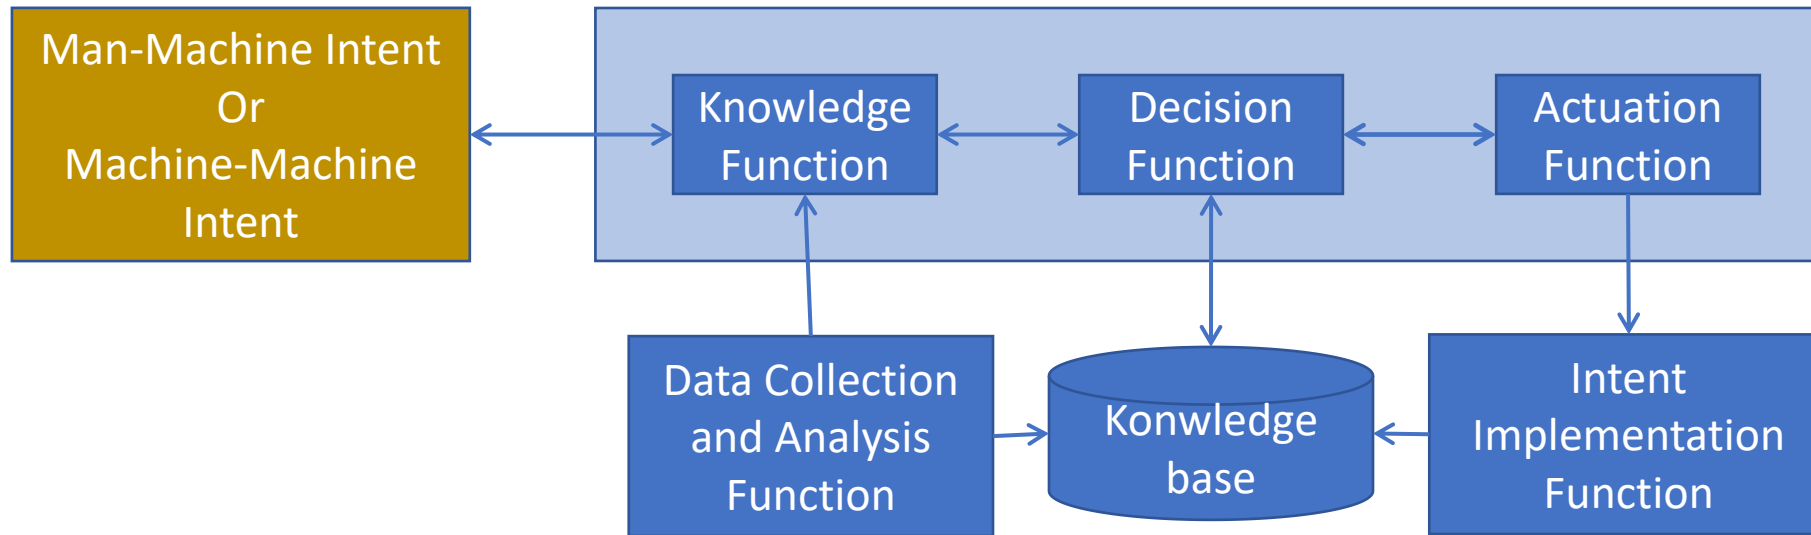 Man-Machine Intent
Or
Machine-Machine
Intent
Knowledge
Function
Decision
Function
Actuation
Function
Data Collection
and Analysis
Function
Konwledge
base
Intent
Implementation
Function